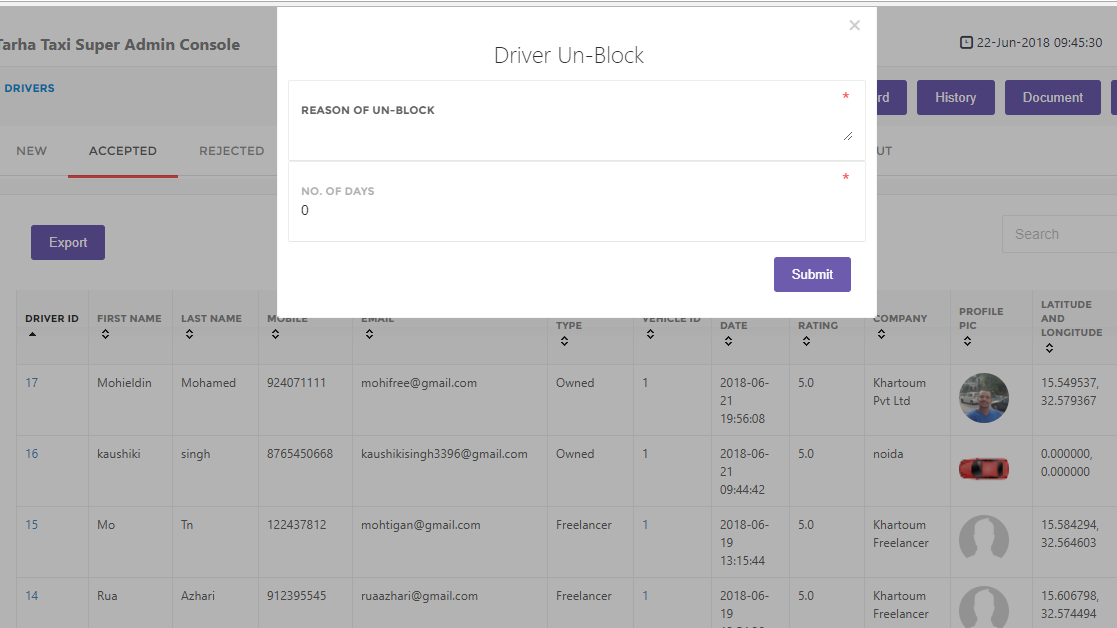 ×
Tarha Taxi Super Admin Console
22-Jun-2018 09:45:30
Driver Un-Block
DRIVERS
History
Document
REASON OF UN-BLOCK
*
NEW
ACCEPTED
REJECTED
NO. OF DAYS
*
0
Export
Search
Submit
DRIVER ID
FIRST NAME
LAST NAME
MOBILE
EMAIL
TYPE
VEHICLE ID
DATE
RATING
COMPANY
PROFILE
PIC
LATITUDE
AND
LONGITUDE
17
Mohieldin
Mohamed
924071111
mohifree@gmail.com
Owned
1
2018-06-
21
19:56:08
5.0
Khartoum
Pvt Ltd
15.549537,
32.579367
16
kaushiki
singh
8765450668
kaushikisingh3396@gmail.com
Owned
1
2018-06-
21
09:44:42
5.0
noida
0.000000,
0.000000
15
Mo
Tn
122437812
mohtigan@gmail.com
Freelancer
1
2018-06-
19
13:15:44
5.0
Khartoum
Freelancer
15.584294,
32.564603
14
Rua
Azhari
912395545
ruaazhari@gmail.com
Freelancer
1
2018-06-
19
5.0
Khartoum
Freelancer
15.606798,
32.574494